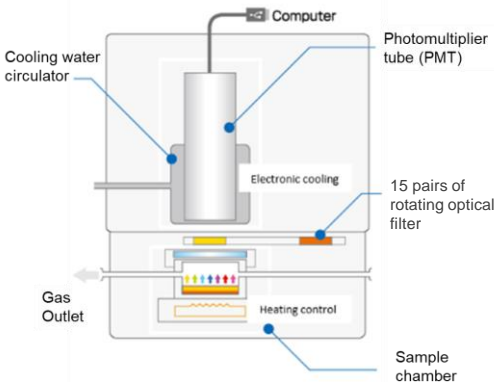 Computer
Photomultiplier
tube (PMT)
Cooling water
circulator
Electronic cooling
15 pairs of
rotating optical
filter
Gas
Outlet
Heating control
Sample
chamber